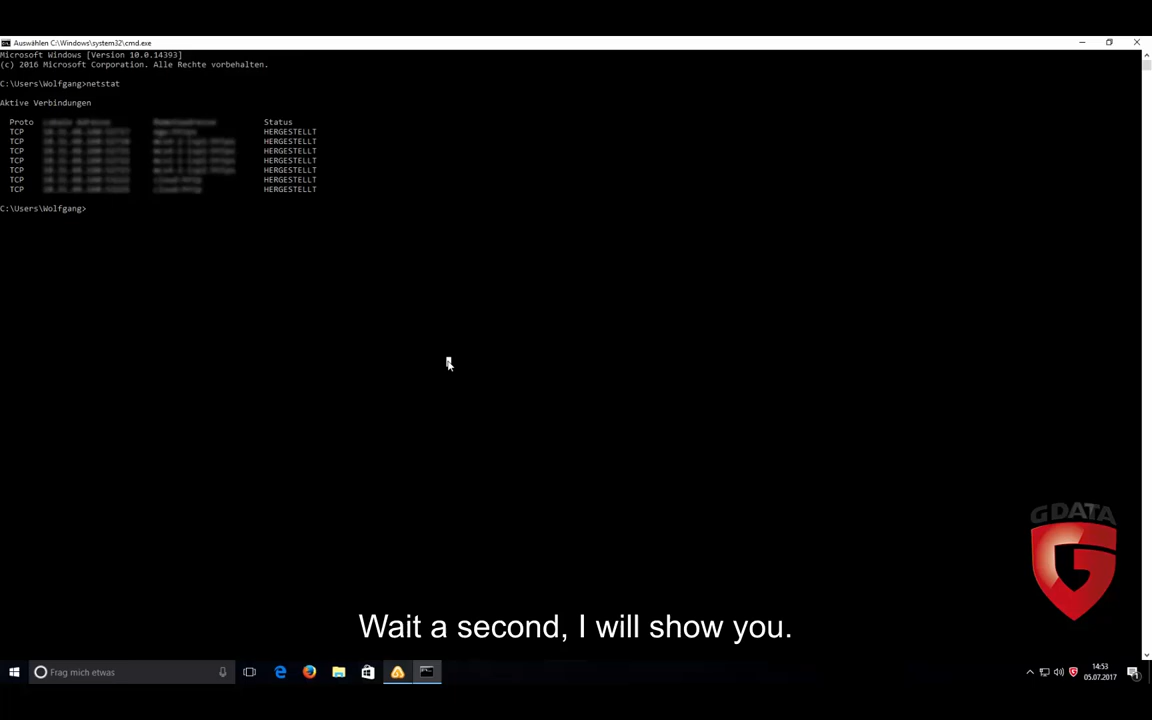 Auswählen C:\Windows\system32\cmd.exe
Microsoft Windows [Version 10.0.14393]
(c) 2016 Microsoft Corporation. Alle Rechte vorbehalten.
C:\Users\Wolfgang>netstat
Aktive Verbindungen
Proto Status
TCP HERGESTELLT
TCP HERGESTELLT
TCP HERGESTELLT
TCP HERGESTELLT
TCP HERGESTELLT
TCP HERGESTELLT
TCP HERGESTELLT
C:\Users\Wolfgang>
GDATA
Wait a second, I will show you.
Frag mich etwas
14:53
05.07.2017